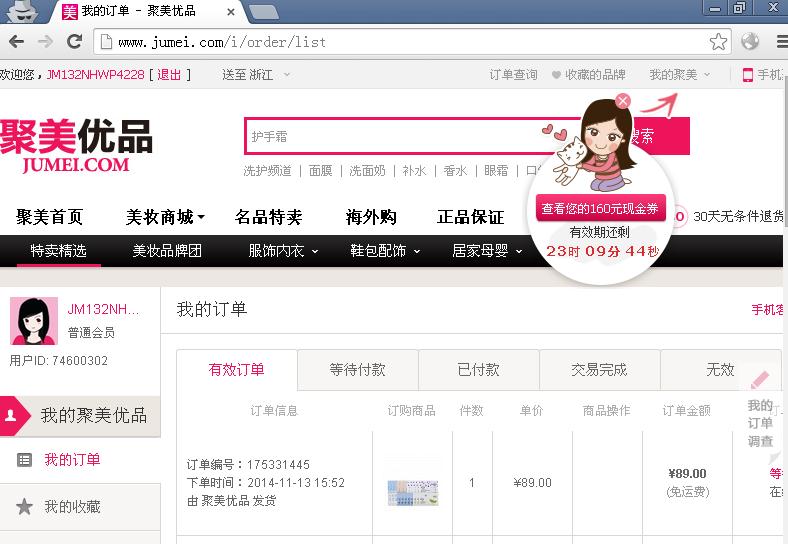 我的订单 - 聚美优品
www.jumei.com/i/order/list
欢迎您，JM132NHWP4228 [ 退出 ] 送至 浙江 订单查询 收藏的品牌 我的聚美 手机
聚美优品
JUMEI.COM
护手霜 搜索
洗护频道 | 面膜 | 洗面奶 | 补水 | 香水 | 眼霜 |
聚美首页 美妆商城 名品特卖 海外购 正品保证 30天无条件退货
查看您的160元现金券
有效期还剩
23时 09分 44秒
特卖精选 美妆品牌团 服饰内衣 鞋包配饰 居家母婴
JM132NH...
普通会员
用户ID: 74600302
我的聚美优品
我的订单
我的收藏
我的订单 手机客
有效订单 等待付款 已付款 交易完成 无效
订单信息 订购商品 件数 单价 商品操作 订单金额
订单编号：175331445
下单时间：2014-11-13 15:52
由 聚美优品 发货
1 ¥89.00 ¥89.00
(免运费)
我的
订单
调查